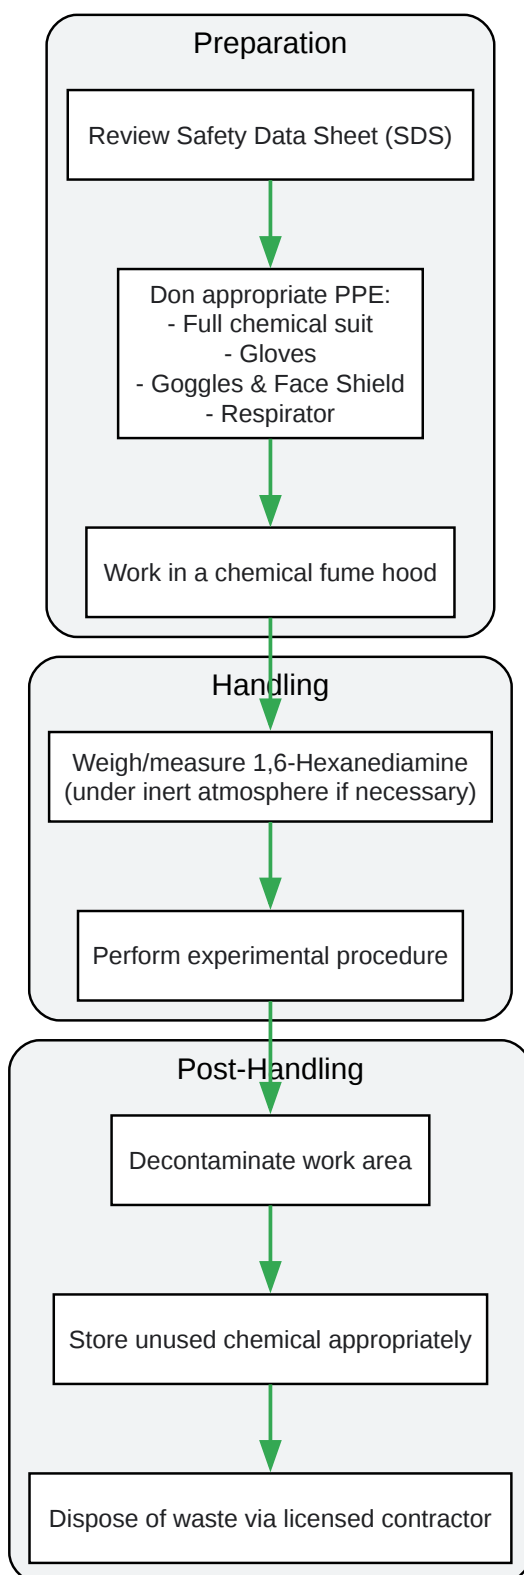 Preparation
Review Safety Data Sheet (SDS)
Don appropriate PPE:
- Full chemical suit
- Gloves
- Goggles & Face Shield
- Respirator
Work in a chemical fume hood
Handling
Weigh/measure 1,6-Hexanediamine
(under inert atmosphere if necessary)
Perform experimental procedure
Post-Handling
Decontaminate work area
Store unused chemical appropriately
Dispose of waste via licensed contractor